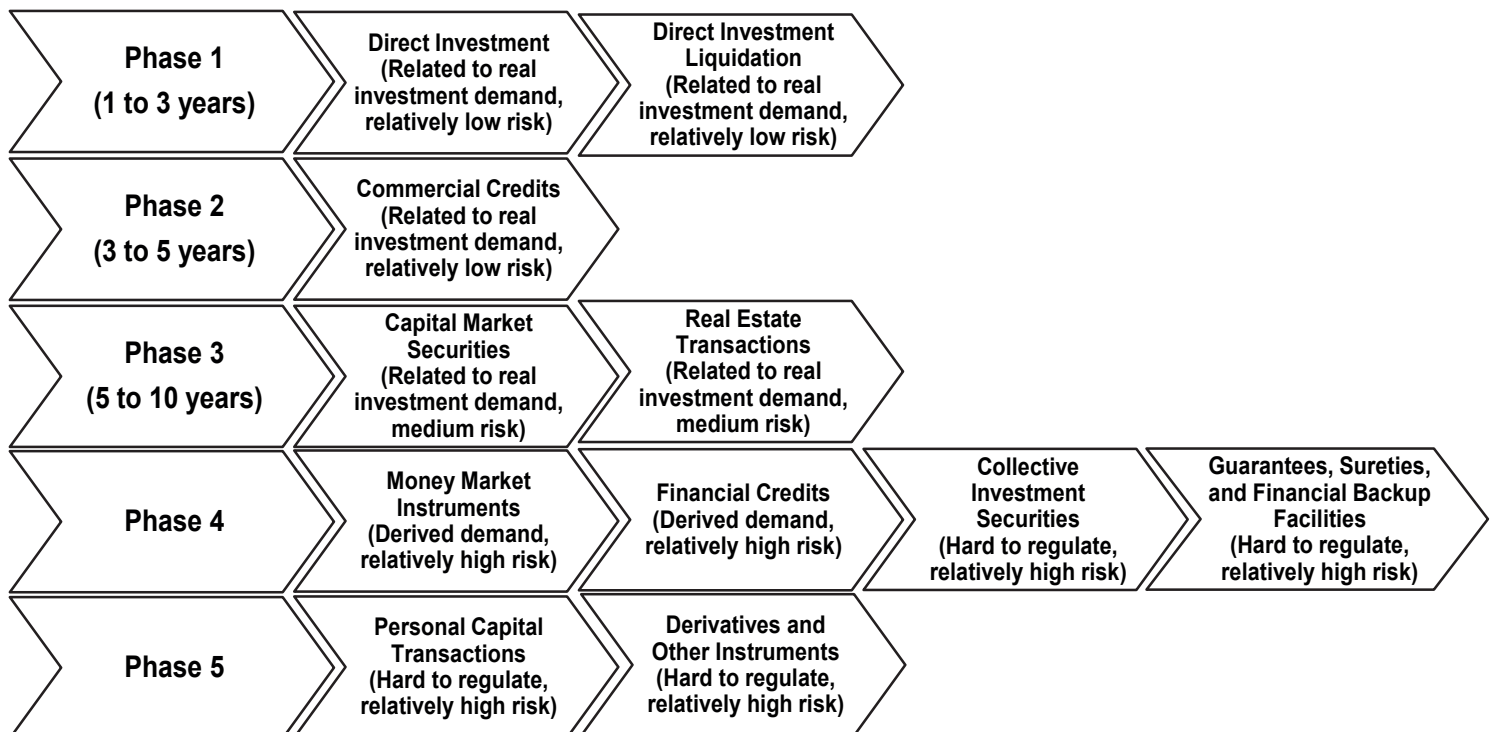 Phase 1
(1 to 3 years)
Direct Investment
(Related to real
investment demand,
relatively low risk)
Direct Investment
Liquidation
(Related to real
investment demand,
relatively low risk)
Phase 2
(3 to 5 years)
Commercial Credits
(Related to real
investment demand,
relatively low risk)
Phase 3
(5 to 10 years)
Capital Market
Securities
(Related to real
investment demand,
medium risk)
Real Estate
Transactions
(Related to real
investment demand,
medium risk)
Phase 4
Money Market
Instruments
(Derived demand,
relatively high risk)
Financial Credits
(Derived demand,
relatively high risk)
Collective
Investment
Securities
(Hard to regulate,
relatively high risk)
Guarantees, Sureties,
and Financial Backup
Facilities
(Hard to regulate,
relatively high risk)
Phase 5
Personal Capital
Transactions
(Hard to regulate,
relatively high risk)
Derivatives and
Other Instruments
(Hard to regulate,
relatively high risk)